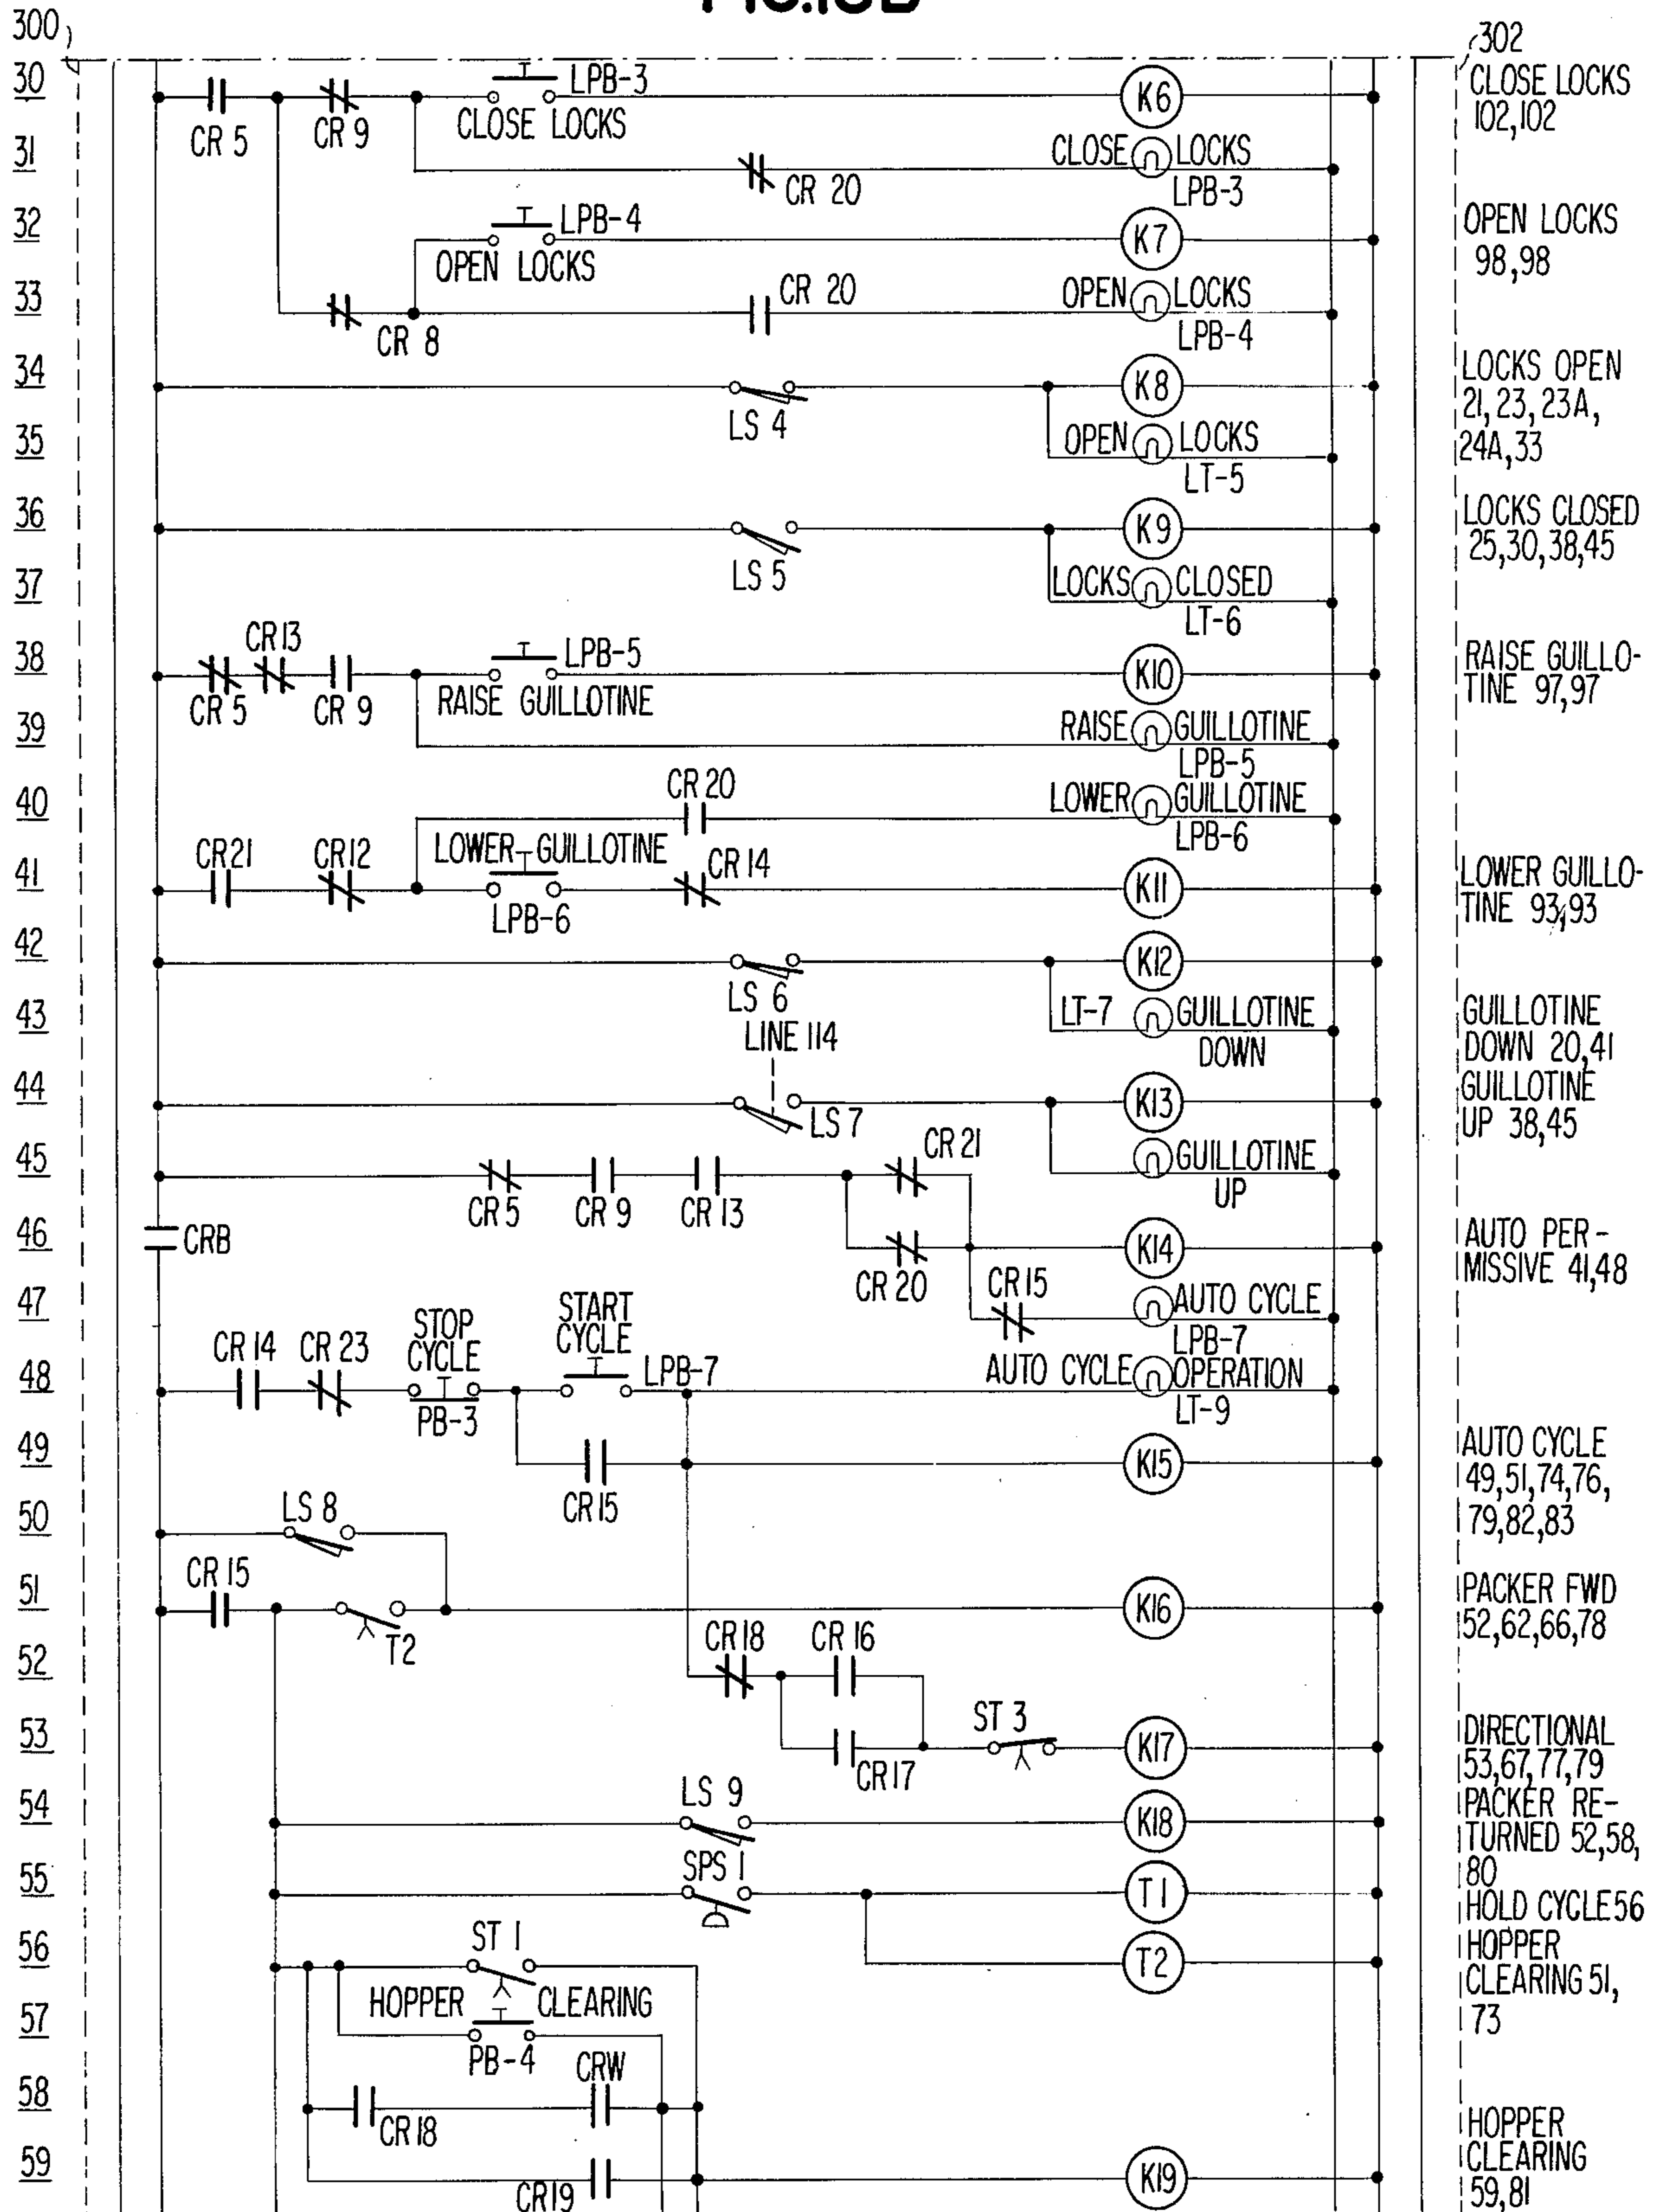 300
302
30
CR 5
CR 9
LPB-3
CLOSE LOCKS
K6
CLOSE LOCKS
102,102
31
CR 20
CLOSE LOCKS
LPB-3
32
LPB-4
OPEN LOCKS
K7
OPEN LOCKS
98,98
33
CR 8
CR 20
OPEN LOCKS
LPB-4
34
LS 4
K8
LOCKS OPEN
21, 23, 23A,
24A,33
35
OPEN LOCKS
LT-5
36
LS 5
K9
LOCKS CLOSED
25,30,38,45
37
LOCKS CLOSED
LT-6
38
CR13
CR 5
CR 9
LPB-5
RAISE GUILLOTINE
K10
RAISE GUILLO-
TINE 97,97
39
RAISE GUILLOTINE
LPB-5
40
CR 20
LOWER GUILLOTINE
LPB-6
41
CR21
CR12
LOWER GUILLOTINE
LPB-6
CR 14
K11
LOWER GUILLO-
TINE 93,93
42
LS 6
K12
43
LINE 114
LT-7 GUILLOTINE
DOWN
GUILLOTINE
DOWN 20,41
44
LS 7
K13
GUILLOTINE
UP 38,45
45
CR 5
CR 9
CR 13
CR 21
GUILLOTINE
UP
46
CRB
CR 20
K14
AUTO PER-
MISSIVE 41,48
47
CR 15
AUTO CYCLE
LPB-7
48
CR 14
CR 23
STOP
CYCLE
PB-3
START
CYCLE
LPB-7
AUTO CYCLE OPERATION
LT-9
49
CR 15
K15
AUTO CYCLE
49,51,74,76,
79,82,83
50
LS 8
51
CR 15
T2
K16
PACKER FWD
52,62,66,78
52
CR 18
CR 16
53
CR17
ST 3
K17
DIRECTIONAL
53,67,77,79
54
LS 9
K18
PACKER RE-
TURNED 52,58,
80
55
SPS 1
T1
HOLD CYCLE 56
56
ST 1
T2
HOPPER
CLEARING 51,
73
HOPPER CLEARING
57
PB-4
58
CR 18
CRW
59
CR19
K19
HOPPER
CLEARING
59,81